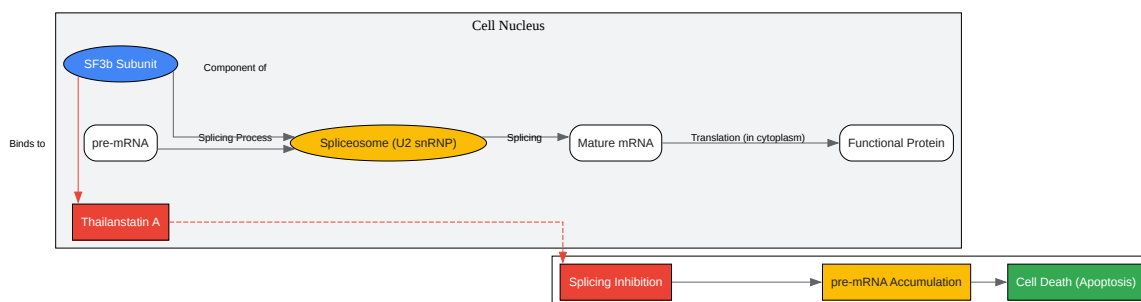 Cell Nucleus
SF3b Subunit
Component of
Binds to
pre-mRNA
Splicing Process
Spliceosome (U2 snRNP)
Splicing
Mature mRNA
Translation (in cytoplasm)
Functional Protein
Thailanstatin A
Splicing Inhibition
pre-mRNA Accumulation
Cell Death (Apoptosis)